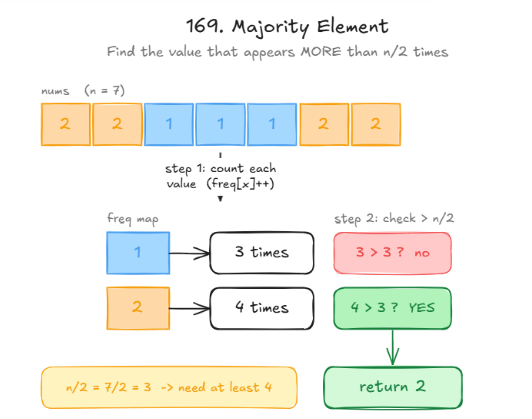 169. Majority Element
Find the value that appears MORE than n/2 times
nums (n = 7)
2 2 1 1 1 2 2
step 1: count each
value (freq[x]++)
freq map
step 2: check > n/2
1 3 times 3 > 3 ? no
2 4 times 4 > 3 ? YES
n/2 = 7/2 = 3 -> need at least 4
return 2